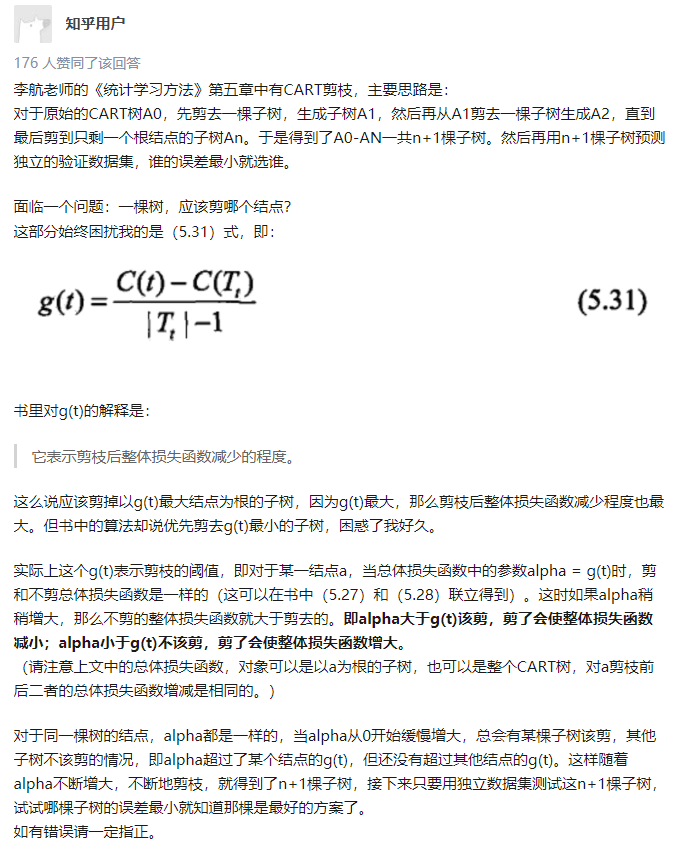 知乎用户
176 人赞同了该回答
李航老师的《统计学习方法》第五章中有CART剪枝，主要思路是：
对于原始的CART树A0，先剪去一棵子树，生成子树A1，然后再从A1剪去一棵子树生成A2，直到
最后剪到只剩一个根结点的子树An。于是得到了A0-AN一共n+1棵子树。然后再用n+1棵子树预测
独立的验证数据集，谁的误差最小就选谁。
面临一个问题：一棵树，应该剪哪个结点？
这部分始终困扰我的是（5.31）式，即：
g(t) = \frac{C(t) - C(T_t)}{|T_t| - 1} (5.31)
书里对g(t)的解释是：
它表示剪枝后整体损失函数减少的程度。
这么说应该剪掉以g(t)最大结点为根的子树，因为g(t)最大，那么剪枝后整体损失函数减少程度也最
大。但书中的算法却说优先剪去g(t)最小的子树，困惑了我好久。
实际上这个g(t)表示剪枝的阈值，即对于某一结点a，当总体损失函数中的参数alpha = g(t)时，剪
和不剪总体损失函数是一样的（这可以在书中（5.27）和（5.28）联立得到）。这时如果alpha稍
稍增大，那么不剪的整体损失函数就大于剪去的。即alpha大于g(t)该剪，剪了会使整体损失函数
减小；alpha小于g(t)不该剪，剪了会使整体损失函数增大。
（请注意上文中的总体损失函数，对象可以是以a为根的子树，也可以是整个CART树，对a剪枝前
后二者的总体损失函数增减是相同的。）
对于同一棵树的结点，alpha都是一样的，当alpha从0开始缓慢增大，总会有某棵子树该剪，其他
子树不该剪的情况，即alpha超过了某个结点的g(t)，但还没有超过其他结点的g(t)。这样随着
alpha不断增大，不断地剪枝，就得到了n+1棵子树，接下来只要用独立数据集测试这n+1棵子树，
试试哪棵子树的误差最小就知道那棵是最好的方案了。
如有错误请一定指正。